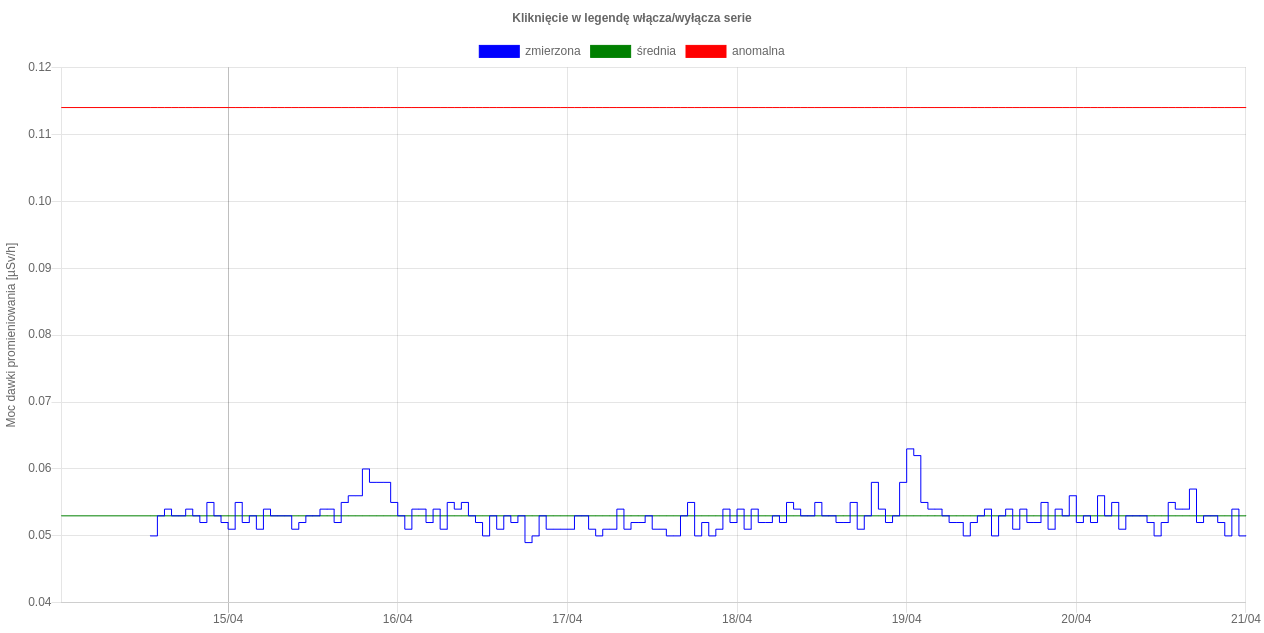 Kliknięcie w legendę włącza/wyłącza serie
zmierzona średnia anomalna
Moc dawki promieniowania [µSv/h]
0.12
0.11
0.10
0.09
0.08
0.07
0.06
0.05
0.04
15/04 16/04 17/04 18/04 19/04 20/04 21/04